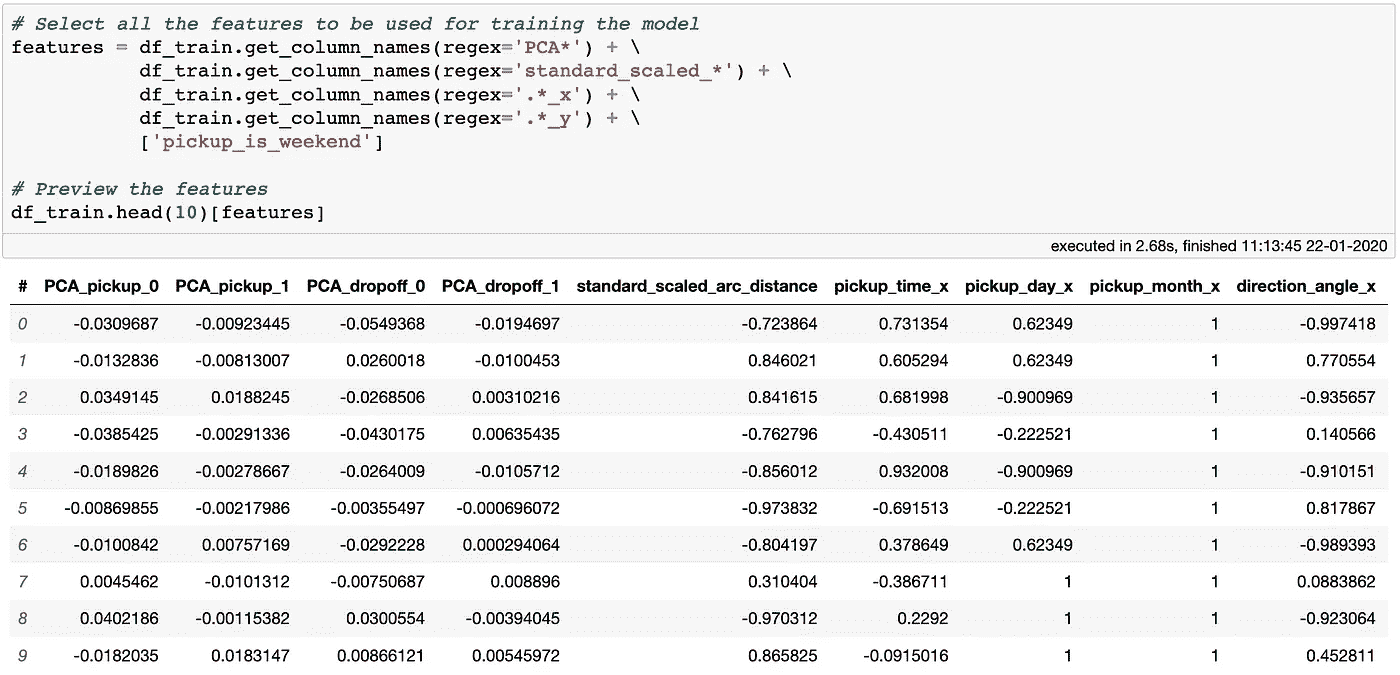 # Select all the features to be used for training the model
features = df_train.get_column_names(regex='PCA*') + \
df_train.get_column_names(regex='standard_scaled_*') + \
df_train.get_column_names(regex='.*_x') + \
df_train.get_column_names(regex='.*_y') + \
['pickup_is_weekend']
# Preview the features
df_train.head(10)[features]
executed in 2.68s, finished 11:13:45 22-01-2020
# PCA_pickup_0 PCA_pickup_1 PCA_dropoff_0 PCA_dropoff_1 standard_scaled_arc_distance pickup_time_x pickup_day_x pickup_month_x direction_angle_x
0 -0.0309687 -0.00923445 -0.0549368 -0.0194697 -0.723864 0.731354 0.62349 1 -0.997418
1 -0.0132836 -0.00813007 0.0260018 -0.0100453 0.846021 0.605294 0.62349 1 0.770554
2 0.0349145 0.0188245 -0.0268506 0.00310216 0.841615 0.681998 -0.900969 1 -0.935657
3 -0.0385425 -0.00291336 -0.0430175 0.00635435 -0.762796 -0.430511 -0.222521 1 0.140566
4 -0.0189826 -0.00278667 -0.0264009 -0.0105712 -0.856012 0.932008 -0.900969 1 -0.910151
5 -0.00869855 -0.00217986 -0.00355497 -0.000696072 -0.973832 -0.691513 -0.222521 1 0.817867
6 -0.0100842 0.00757169 -0.0292228 0.000294064 -0.804197 0.378649 0.62349 1 -0.989393
7 0.0045462 -0.0101312 -0.00750687 0.008896 0.310404 -0.386711 1 1 0.0883862
8 0.0402186 -0.00115382 0.0300554 -0.00394045 -0.970312 0.2292 1 1 -0.923064
9 -0.0182035 0.0183147 0.00866121 0.00545972 0.865825 -0.0915016 1 1 0.452811